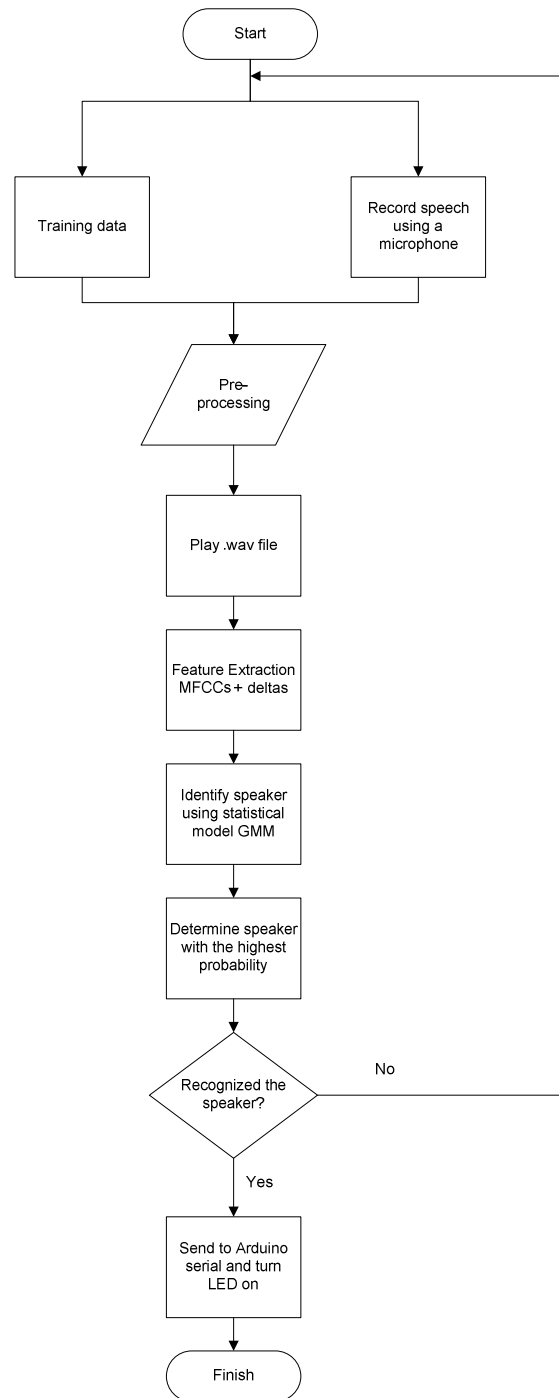 Start
Training data
Record speech
using a
microphone
Pre-
processing
Play .wav file
Feature Extraction
MFCCs + deltas
Identify speaker
using statistical
model GMM
Determine speaker
with the highest
probability
Recognized the
speaker?
No
Yes
Send to Arduino
serial and turn
LED on
Finish